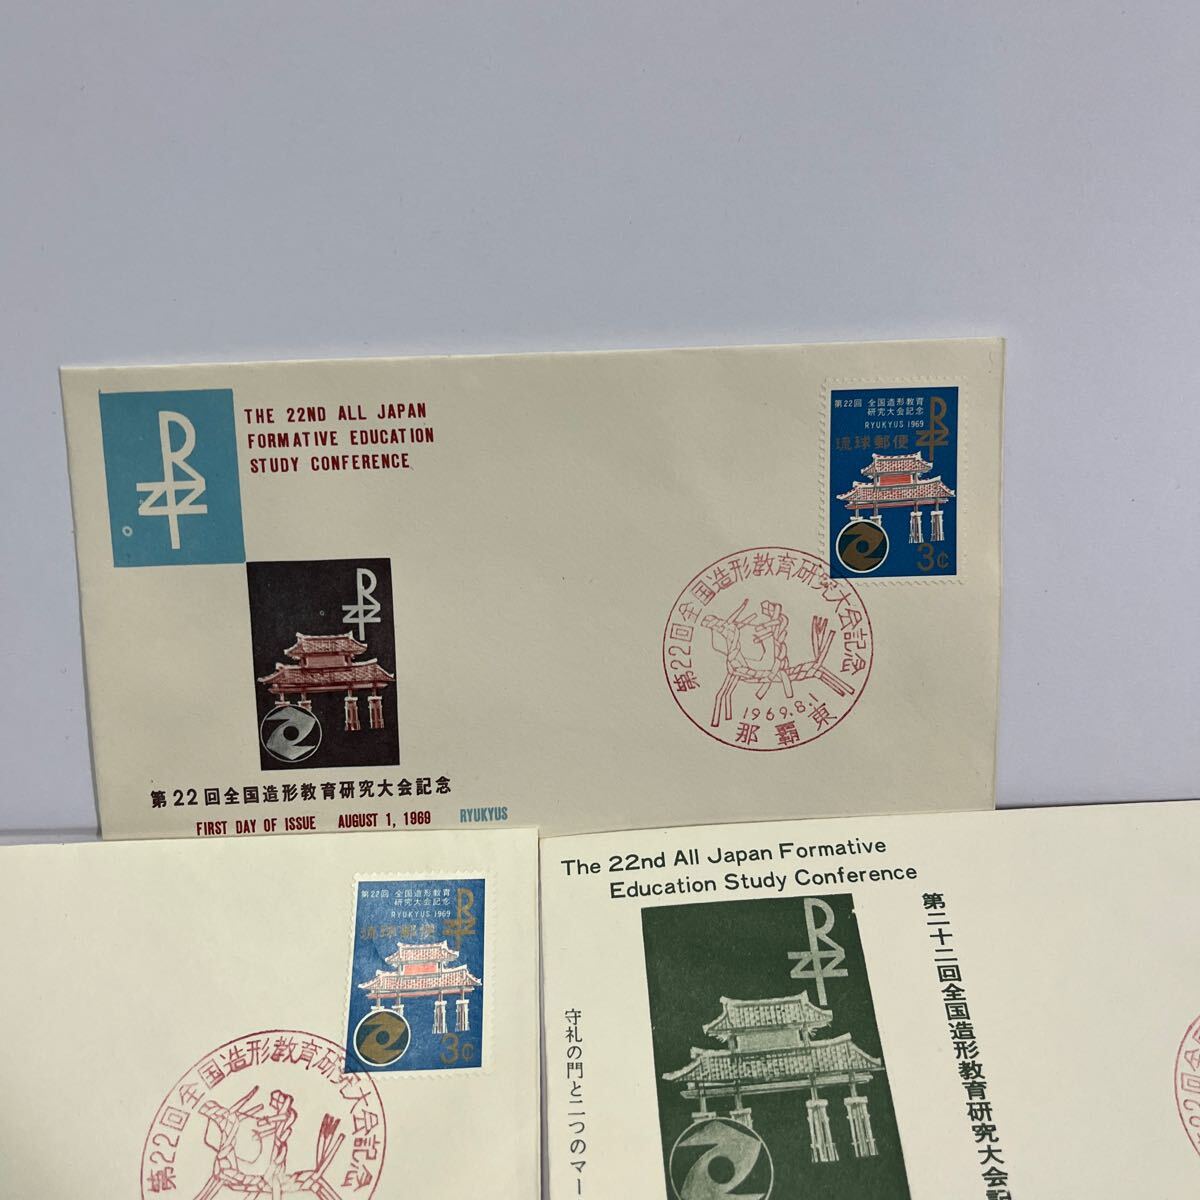 THE 22ND ALL JAPAN
FORMATIVE EDUCATION
STUDY CONFERENCE
第22回全国造形教育研究大会記念
FIRST DAY OF ISSUE AUGUST 1, 1969 RYUKYUS
第22回 全国造形教育
研究大会記念
RYUKYUS 1969
琉球郵便
3¢
第22回全国造形教育研究大会記念
1969.8.1
那覇東
第22回 全国造形教育
研究大会記念
RYUKYUS 1969
琉球郵便
3¢
第22回全国造形教育研究大会記念
The 22nd All Japan Formative
Education Study Conference
第二十二回全国造形教育研究大会記
守礼の門と二つのマー